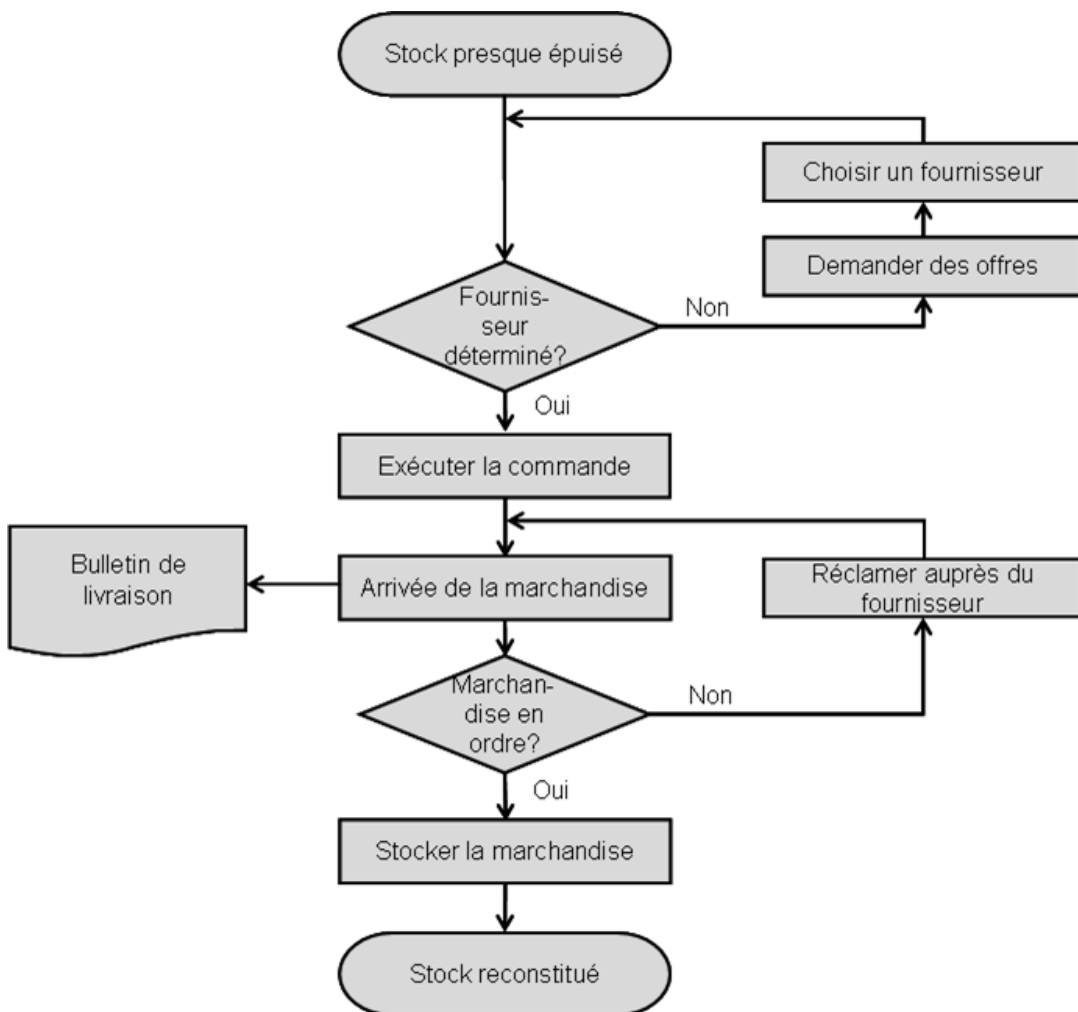 Stock presque épuisé
Choisir un fournisseur
Demander des offres
Fournis-
seur
déterminé?
Non
Oui
Exécuter la commande
Bulletin de
livraison
Arrivée de la marchandise
Réclamer auprès du
fournisseur
Marchan-
dise en
ordre?
Non
Oui
Stocker la marchandise
Stock reconstitué